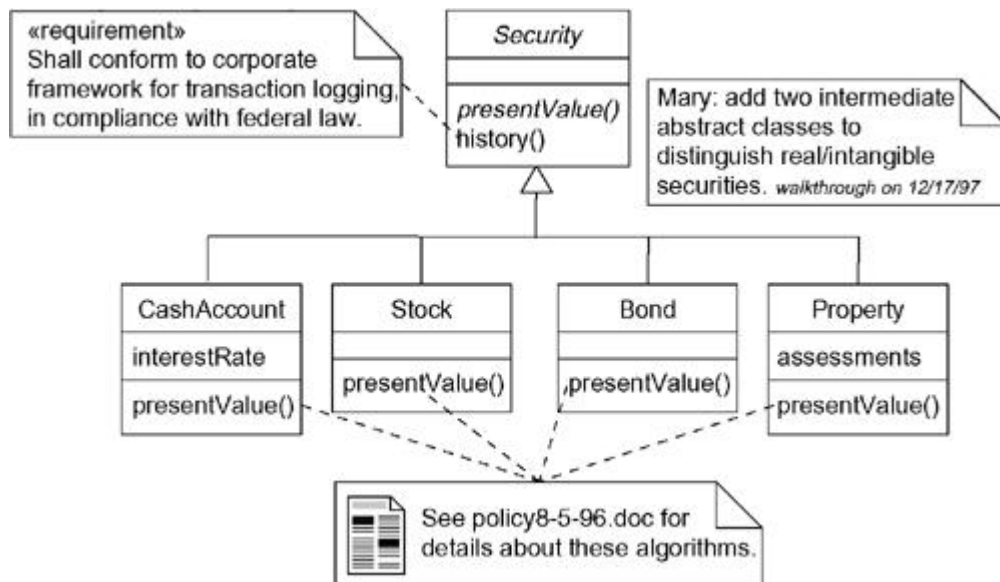 «requirement»
Shall conform to corporate
framework for transaction logging,
in compliance with federal law.
Security
presentValue()
history()
Mary: add two intermediate
abstract classes to
distinguish real/intangible
securities. walkthrough on 12/17/97
CashAccount
interestRate
presentValue()
Stock
presentValue()
Bond
presentValue()
Property
assessments
presentValue()
See policy8-5-96.doc for
details about these algorithms.